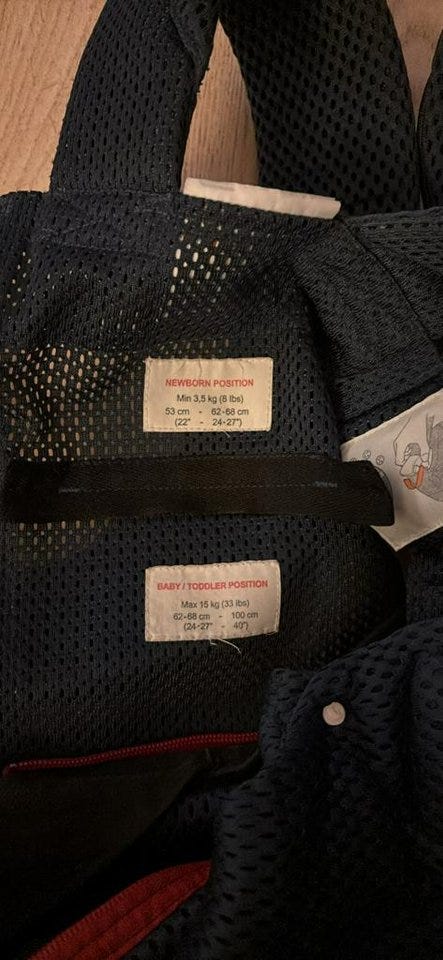 NEWBORN POSITION
Min 3,5 kg (8 lbs)
53 cm - 62-68 cm
(22" - 24-27")
BABY / TODDLER POSITION
Max 15 kg (33 lbs)
62-68 cm - 100 cm
(24-27" - 40")